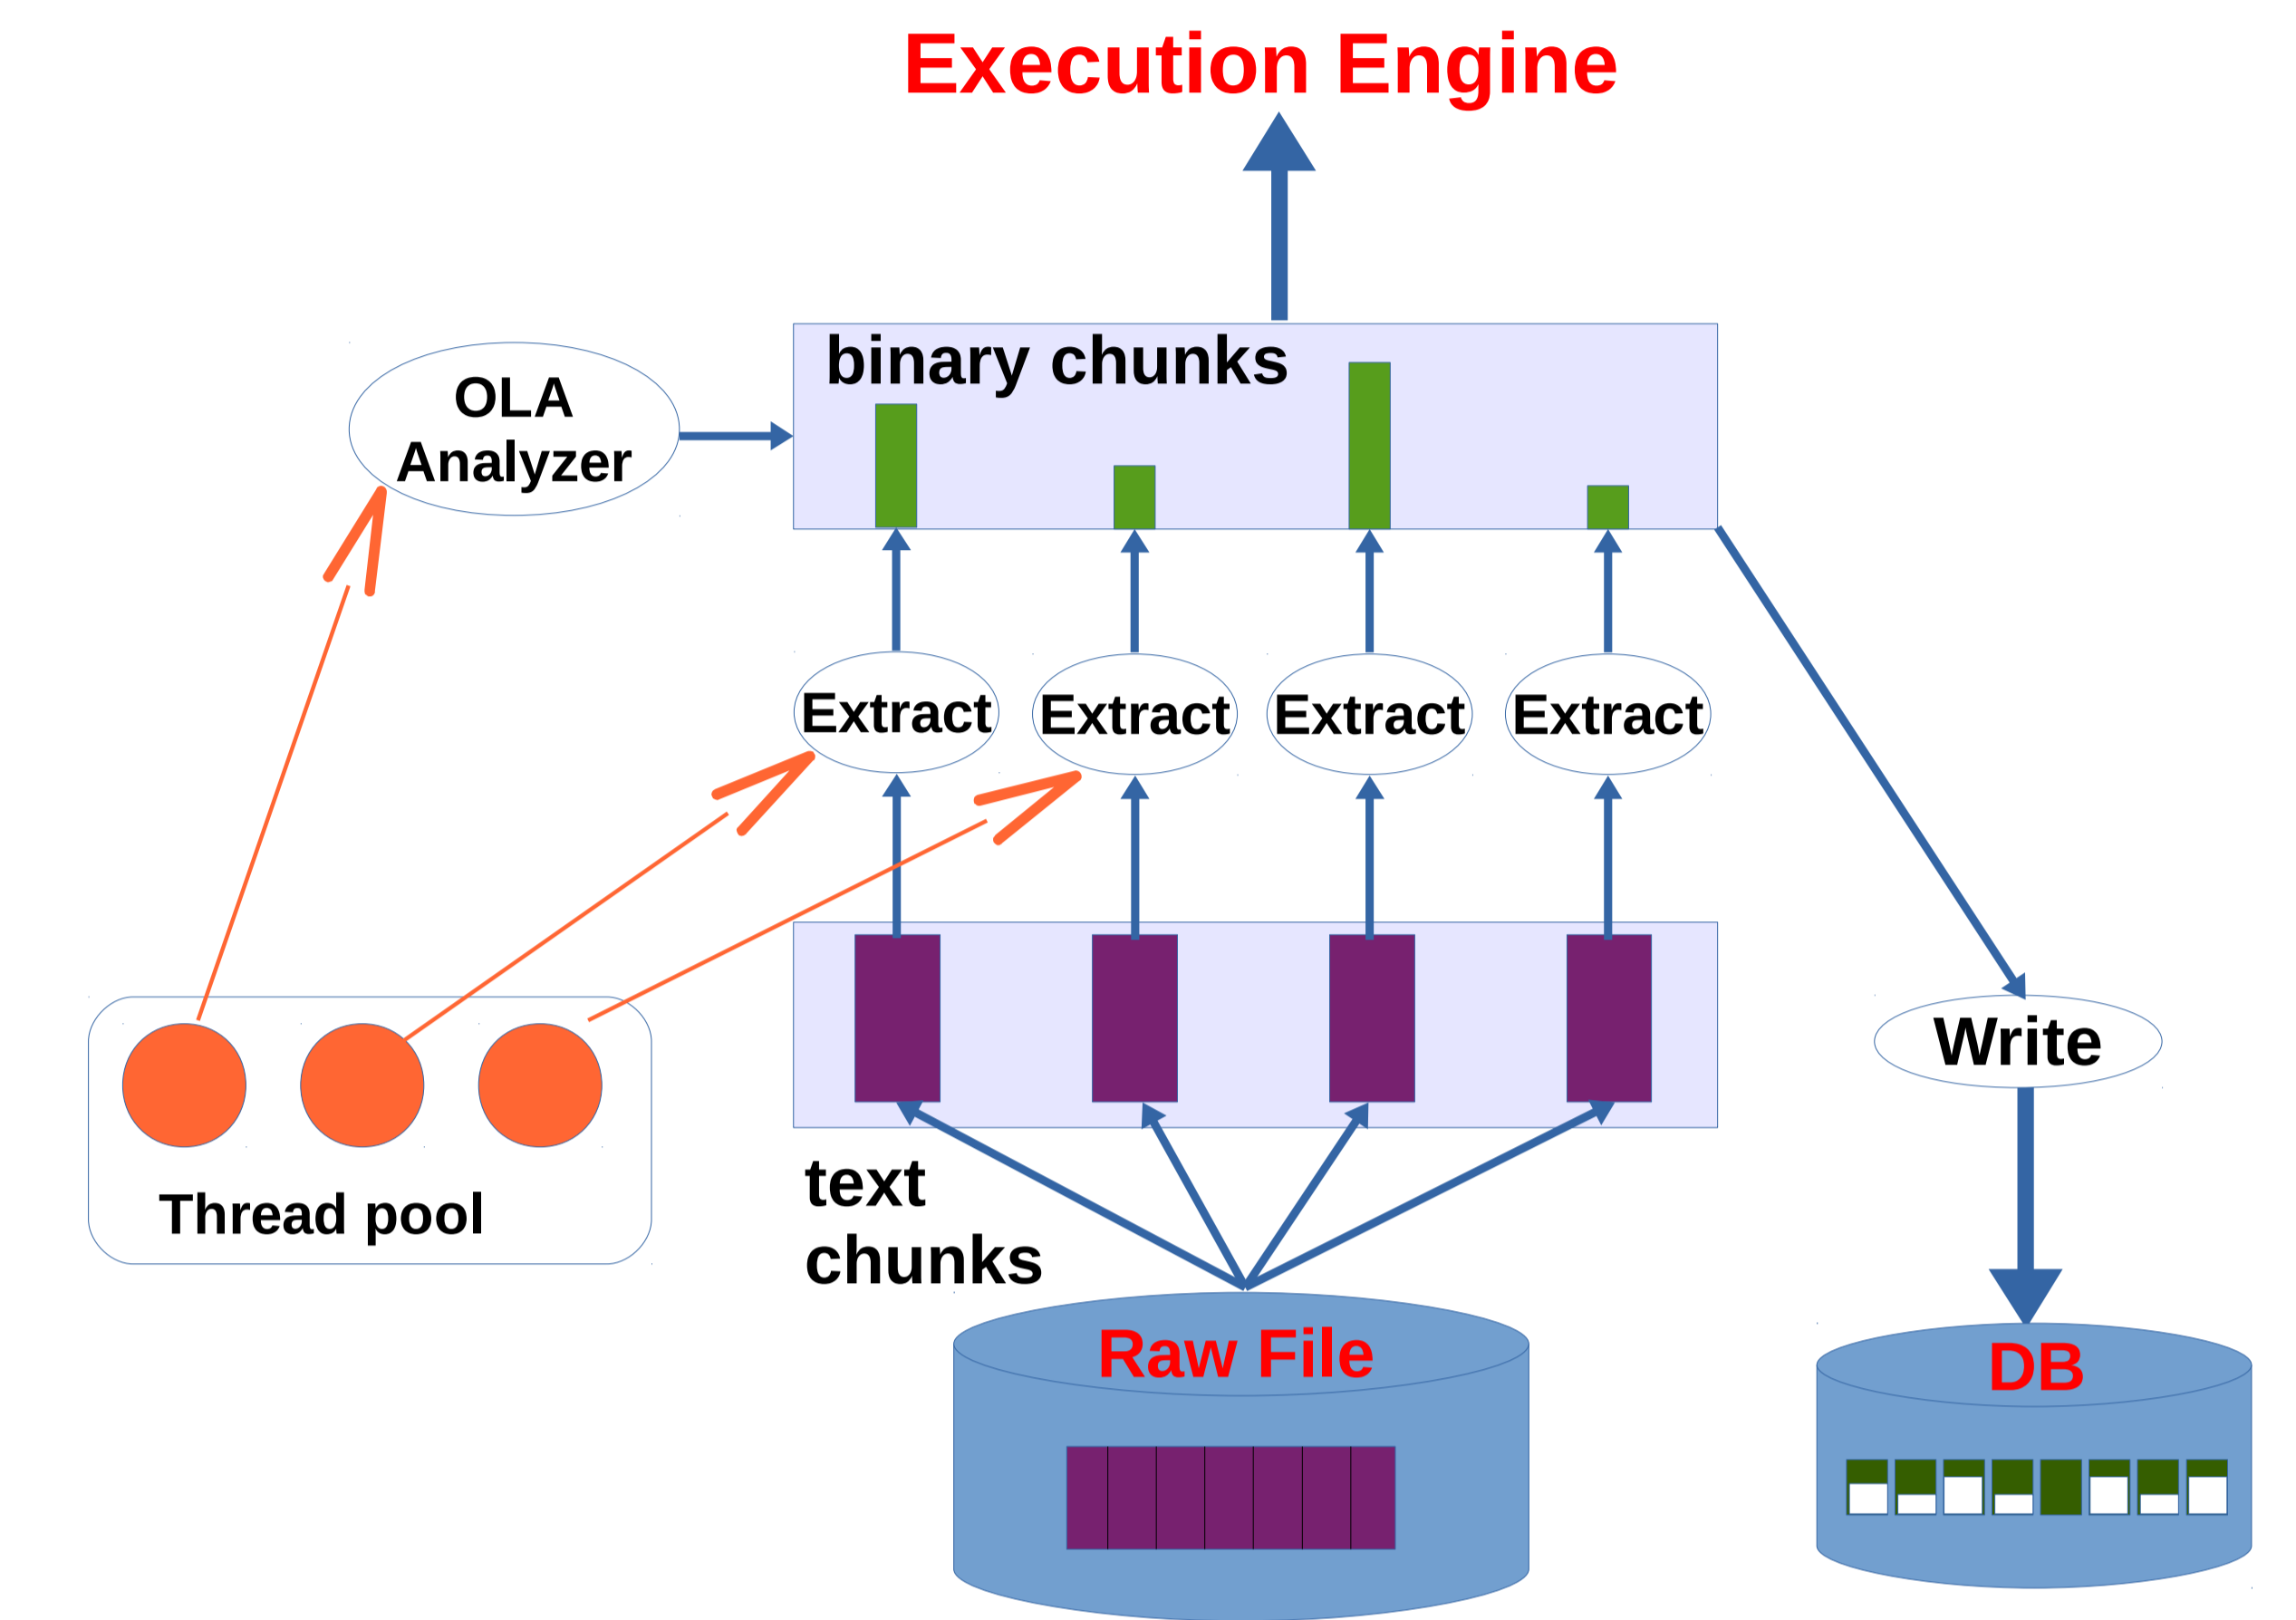 Execution Engine
binary chunks
OLA
Analyzer
Extract
Extract
Extract
Extract
Write
text
chunks
Thread pool
Raw File
DB